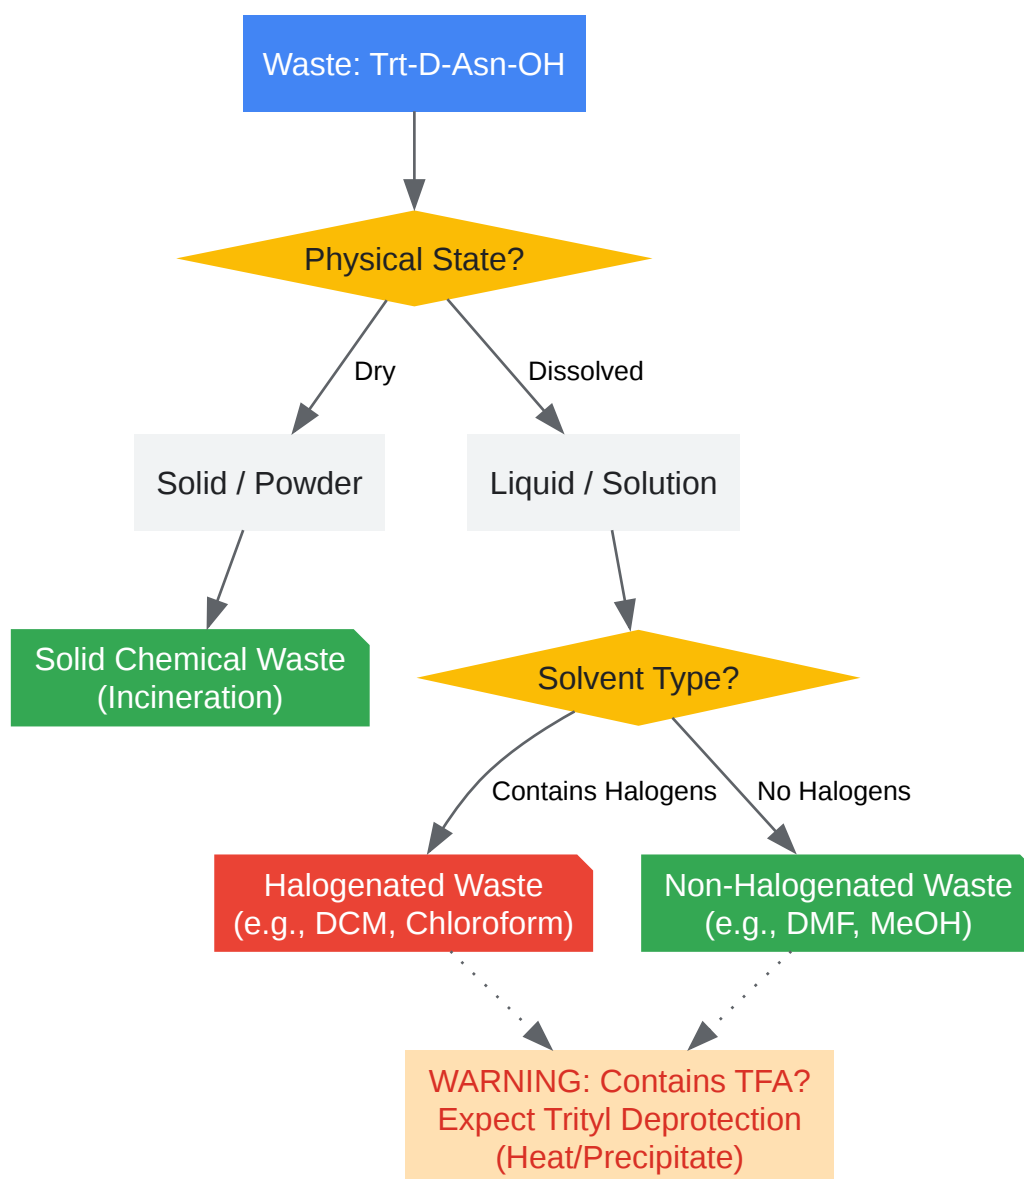 Waste: Trt-D-Asn-OH
Physical State?
Dry
Dissolved
Solid / Powder
Liquid / Solution
Solid Chemical Waste
(Incineration)
Solvent Type?
Contains Halogens
No Halogens
Halogenated Waste
(e.g., DCM, Chloroform)
Non-Halogenated Waste
(e.g., DMF, MeOH)
WARNING: Contains TFA?
Expect Trityl Deprotection
(Heat/Precipitate)